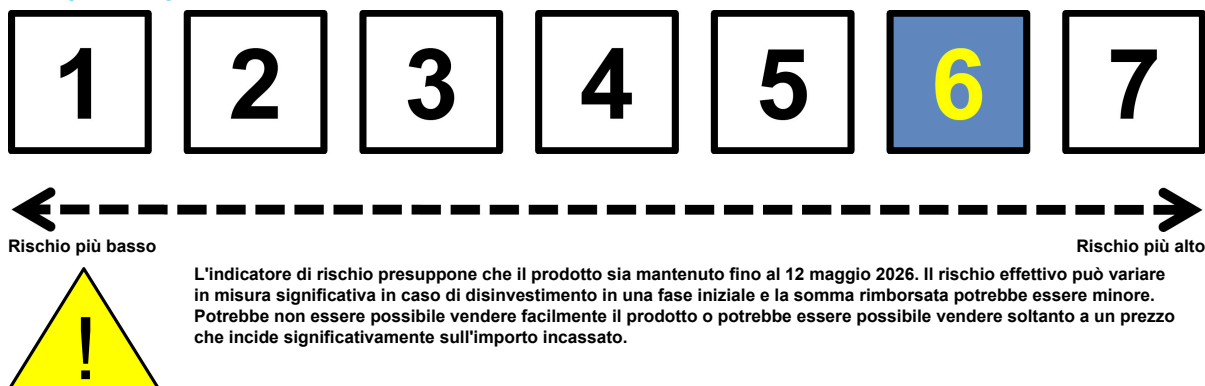 1 2 3 4 5 6 7
Rischio più basso Rischio più alto
L'indicatore di rischio presuppone che il prodotto sia mantenuto fino al 12 maggio 2026. Il rischio effettivo può variare
in misura significativa in caso di disinvestimento in una fase iniziale e la somma rimborsata potrebbe essere minore.
Potrebbe non essere possibile vendere facilmente il prodotto o potrebbe essere possibile vendere soltanto a un prezzo
che incide significativamente sull'importo incassato.
!